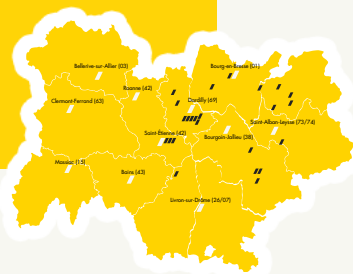 Bellerive-sur-Allier (03)
Bourg-en-Bresse (01)
Roanne (42)
Clermont-Ferrand (63)
Dardilly (69)
Saint-Alban-Leysse (73/74)
Saint-Étienne (42)
Bourgoin-Jallieu (38)
Massiac (15)
Bains (43)
Livron-sur-Drôme (26/07)